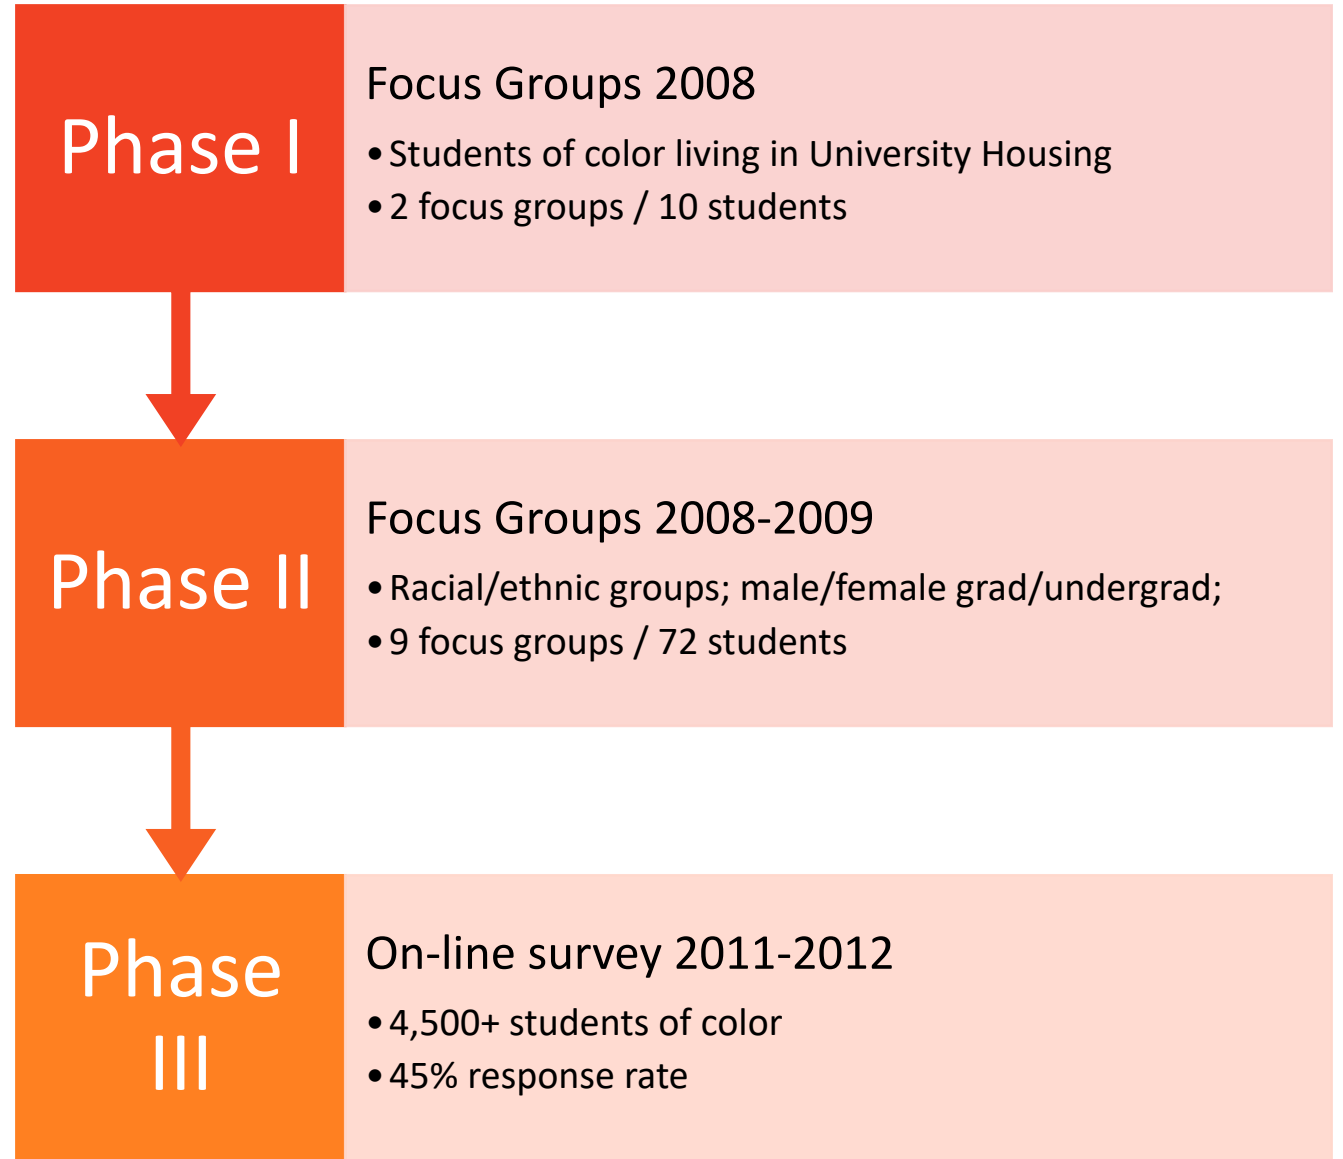 Phase I
Focus Groups 2008
•Students of color living in University Housing
•2 focus groups / 10 students
Phase II
Focus Groups 2008-2009
•Racial/ethnic groups; male/female grad/undergrad;
•9 focus groups / 72 students
Phase
III
On-line survey 2011-2012
•4,500+ students of color
•45% response rate